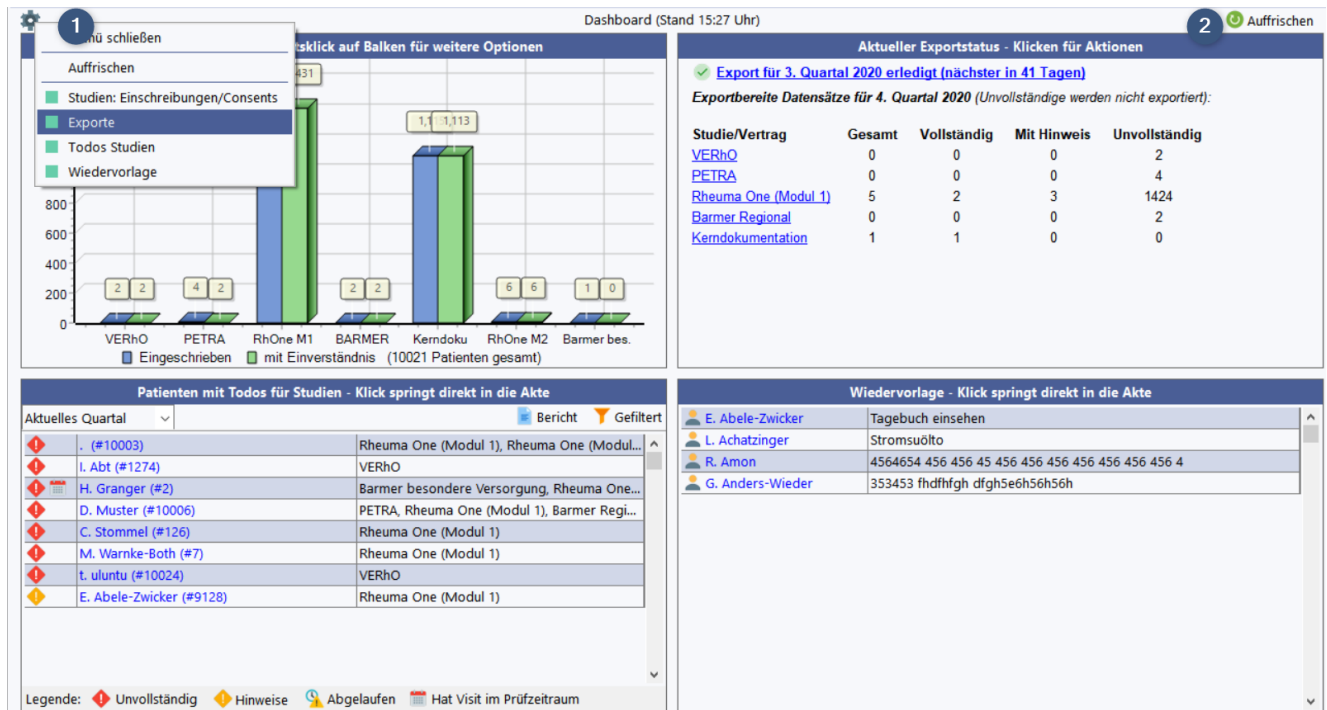 1
Dashboard (Stand 15:27 Uhr)
2
Auffrischen
schließen
Auffrischen
Studien: Einschreibungen/Consents
Exporte
Todos Studien
Wiedervorlage
auf Balken für weitere Optionen
431
1,113
800
600
400
200
0
2 2 4 2 2 2 6 6 1 0
VERhO PETRA RhOne M1 BARMER Kerndoku RhOne M2 Barmer bes.
Eingeschrieben mit Einverständnis (10021 Patienten gesamt)
Aktueller Exportstatus - Klicken für Aktionen
Export für 3. Quartal 2020 erledigt (nächster in 41 Tagen)
Exportbereite Datensätze für 4. Quartal 2020 (Unvollständige werden nicht exportiert):
Studie/Vertrag Gesamt Vollständig Mit Hinweis Unvollständig
VERhO 0 0 0 2
PETRA 0 0 0 4
Rheuma One (Modul 1) 5 2 3 1424
Barmer Regional 0 0 0 2
Kerndokumentation 1 1 0 0
Patienten mit Todos für Studien - Klick springt direkt in die Akte
Aktuelles Quartal Bericht Gefiltert
. (#10003) Rheuma One (Modul 1), Rheuma One (Modul...
I. Abt (#1274) VERhO
H. Granger (#2) Barmer besondere Versorgung, Rheuma One...
D. Muster (#10006) PETRA, Rheuma One (Modul 1), Barmer Regi...
C. Stommel (#126) Rheuma One (Modul 1)
M. Warnke-Both (#7) Rheuma One (Modul 1)
t. uluntu (#10024) VERhO
E. Abele-Zwicker (#9128) Rheuma One (Modul 1)
Legende: Unvollständig Hinweise Abgelaufen Hat Visit im Prüfzeitraum
Wiedervorlage - Klick springt direkt in die Akte
E. Abele-Zwicker Tagebuch einsehen
L. Achatzinger Stromsuölto
R. Amon 4564654 456 456 45 456 456 456 456 456 456 456 4
G. Anders-Wieder 353453 fhdfhfgh dfgh5e6h56h56h